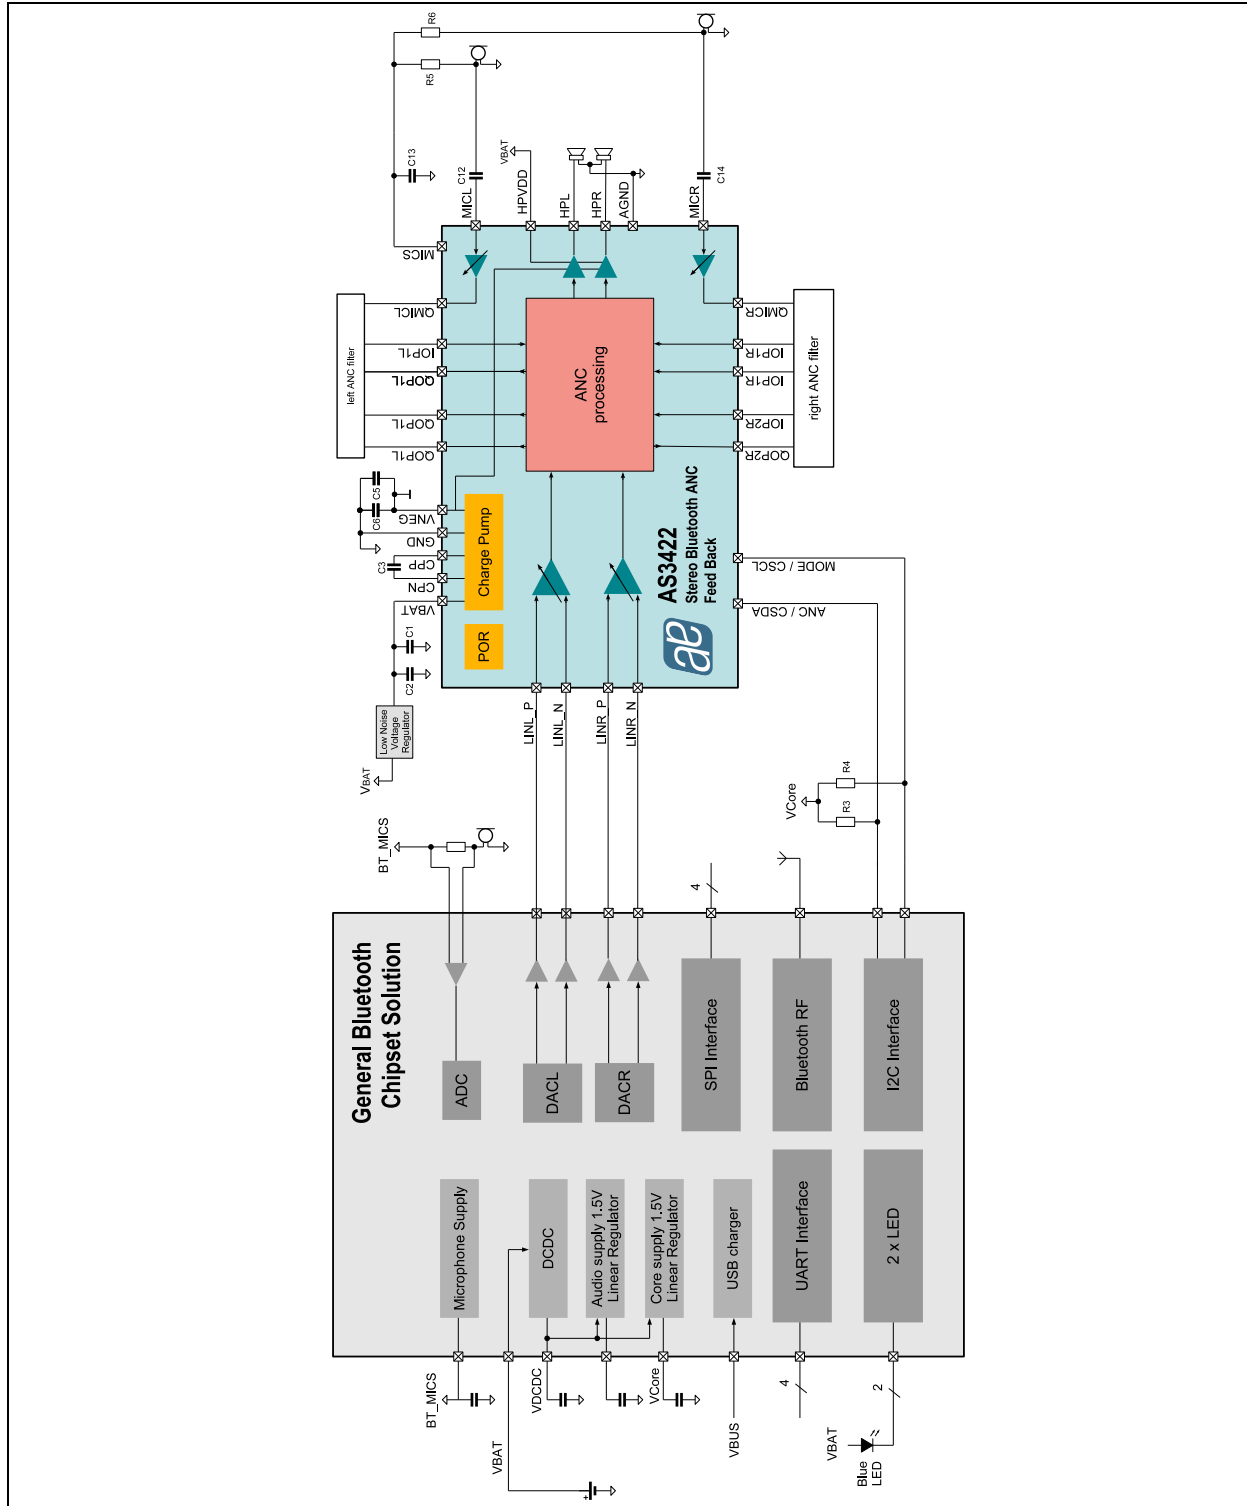 R6
R5
C13
C12
C14
VBAT
MICS
MICL
HPVDD
HPL
HPR
AGND
MICR
left ANC filter
QMICL
IOP1L
QOP1L
QOP1L
QOP1L
ANC
processing
QMICR
IOP1R
IOP1R
IOP2R
QOP2R
right ANC filter
C5
C6
C3
VNEG
GND
CPP
CPN
VBAT
Charge Pump
POR
C1
C2
Low Noise
Voltage
Regulator
VBAT
AS3422
Stereo Bluetooth ANC
Feed Back
ae
MODE / CSCL
ANC / CSDA
LINL_P
LINL_N
LINR_P
LINR_N
BT_MICS
VCore
R4
R3
4
General Bluetooth
Chipset Solution
ADC
DACL
DACR
SPI Interface
Bluetooth RF
I2C Interface
Microphone Supply
DCDC
Audio supply 1.5V
Linear Regulator
Core supply 1.5V
Linear Regulator
USB charger
UART Interface
2 x LED
BT_MICS
VBAT
VDCDC
VCore
VBUS
4
2
VBAT
Blue
LED
+